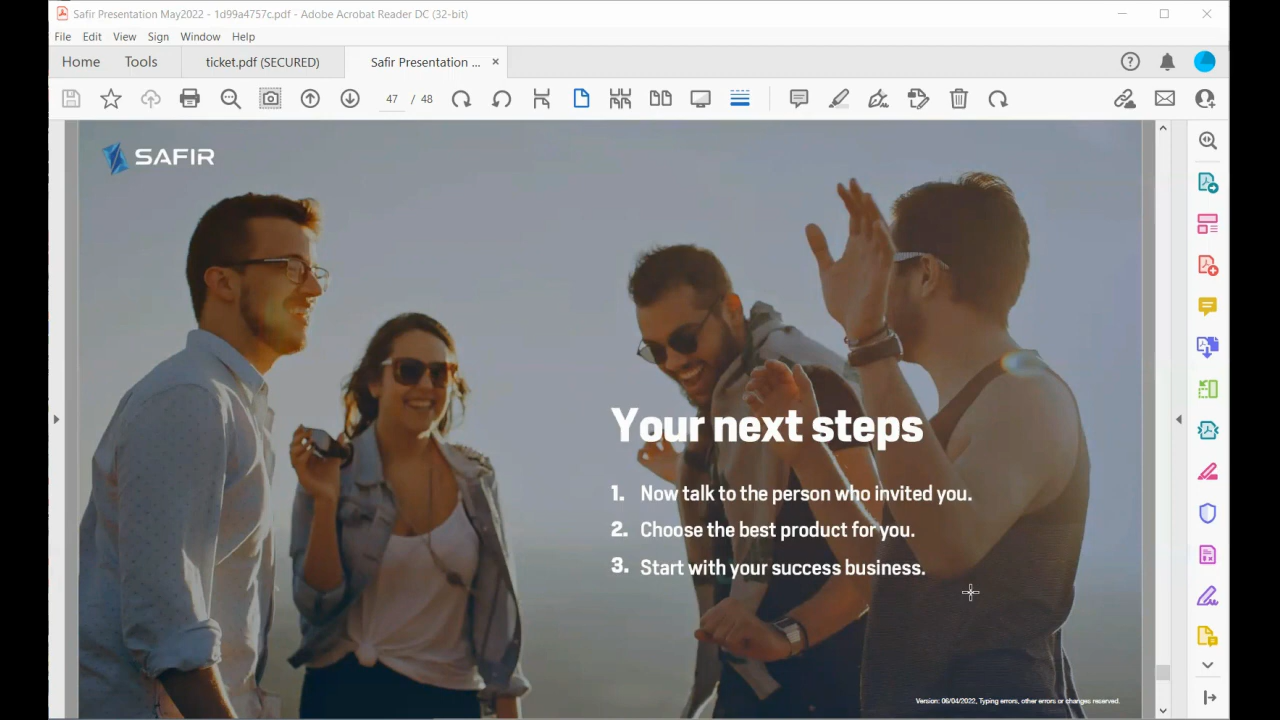 Safir Presentation May2022 - 1d99a4757c.pdf - Adobe Acrobat Reader DC (32-bit)
File Edit View Sign Window Help
Home Tools ticket.pdf (SECURED) Safir Presentation ... ×
47 / 48
SAFIR
Your next steps
1. Now talk to the person who invited you.
2. Choose the best product for you.
3. Start with your success business.
Version: 06/04/2022, Typing errors, other errors or changes reserved.